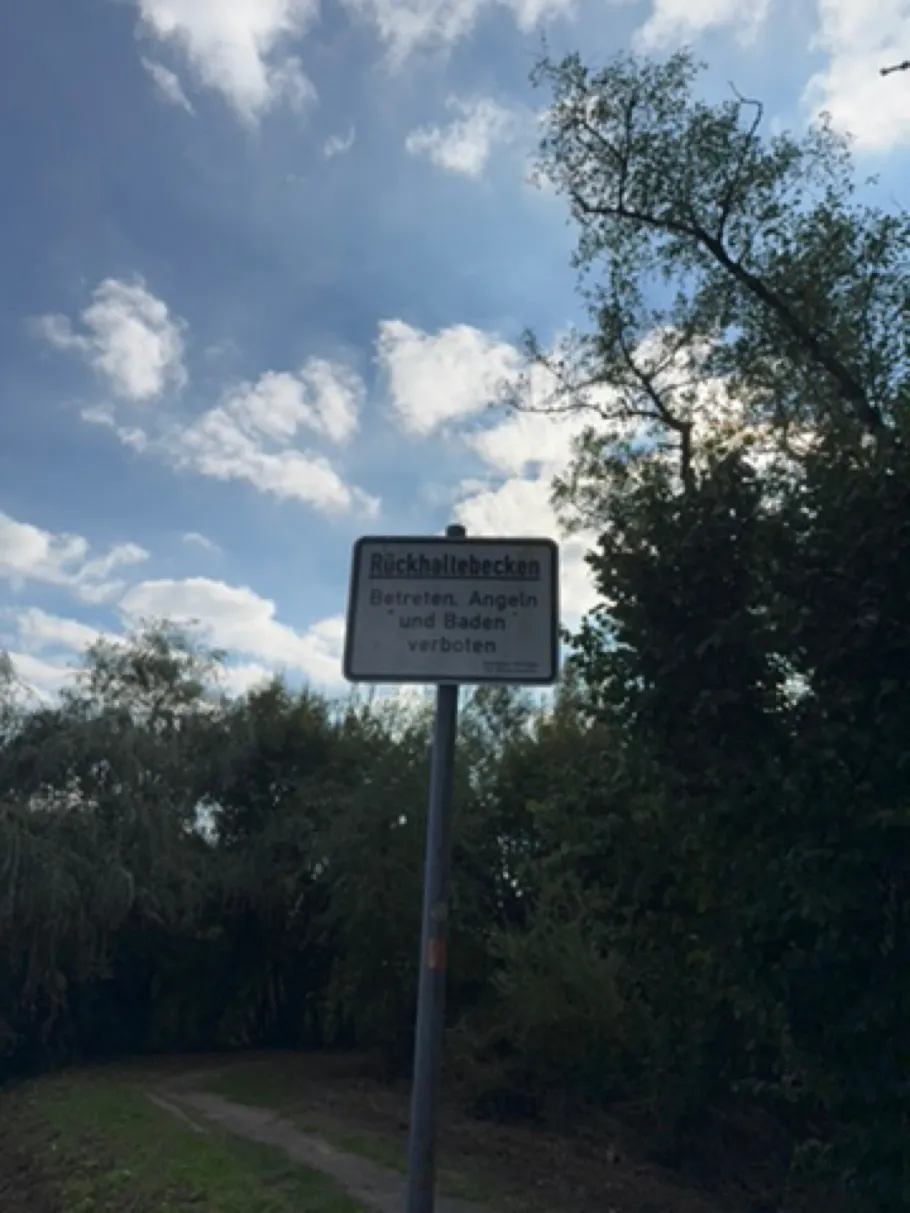 Rückhaltebecken
Betreten, Angeln
und Baden
verboten